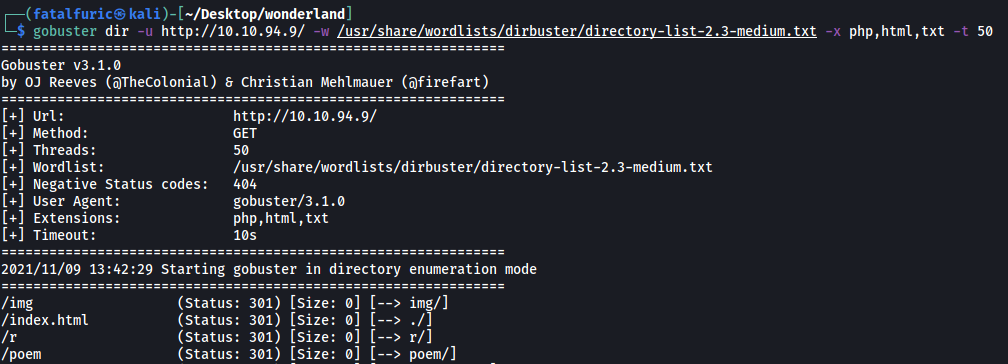 ┌──(fatalfuric㉿kali)-[~/Desktop/wonderland]
└─$ gobuster dir -u http://10.10.94.9/ -w /usr/share/wordlists/dirbuster/directory-list-2.3-medium.txt -x php,html,txt -t 50
===============================================================
Gobuster v3.1.0
by OJ Reeves (@TheColonial) & Christian Mehlmauer (@firefart)
===============================================================
[+] Url:                     http://10.10.94.9/
[+] Method:                  GET
[+] Threads:                 50
[+] Wordlist:                /usr/share/wordlists/dirbuster/directory-list-2.3-medium.txt
[+] Negative Status codes:   404
[+] User Agent:              gobuster/3.1.0
[+] Extensions:              php,html,txt
[+] Timeout:                 10s
===============================================================
2021/11/09 13:42:29 Starting gobuster in directory enumeration mode
===============================================================
/img                  (Status: 301) [Size: 0] [--> img/]
/index.html           (Status: 301) [Size: 0] [--> ./]
/r                    (Status: 301) [Size: 0] [--> r/]
/poem                 (Status: 301) [Size: 0] [--> poem/]